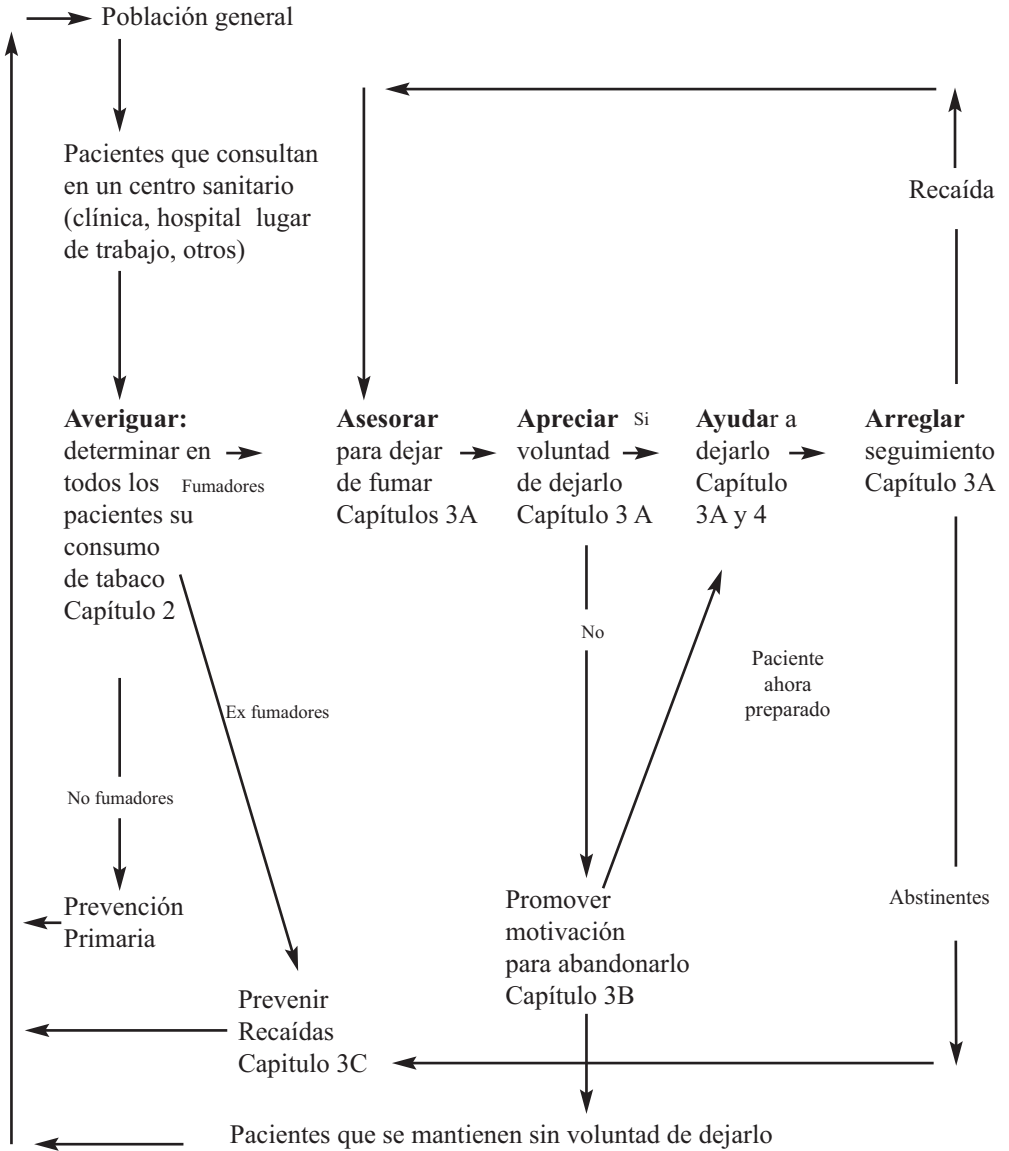 Población general
Pacientes que consultan
en un centro sanitario
(clínica, hospital lugar
de trabajo, otros)
Recaída
Averiguar:
determinar en
todos los
pacientes su
consumo
de tabaco
Capítulo 2
Fumadores
Asesorar
para dejar
de fumar
Capítulos 3A
Apreciar
voluntad
de dejarlo
Capítulo 3 A
Si
Ayudar a
dejarlo
Capítulo
3A y 4
Arreglar
seguimiento
Capítulo 3A
No
Paciente
ahora
preparado
Ex fumadores
No fumadores
Prevención
Primaria
Promover
motivación
para abandonarlo
Capítulo 3B
Abstinentes
Prevenir
Recaídas
Capitulo 3C
Pacientes que se mantienen sin voluntad de dejarlo